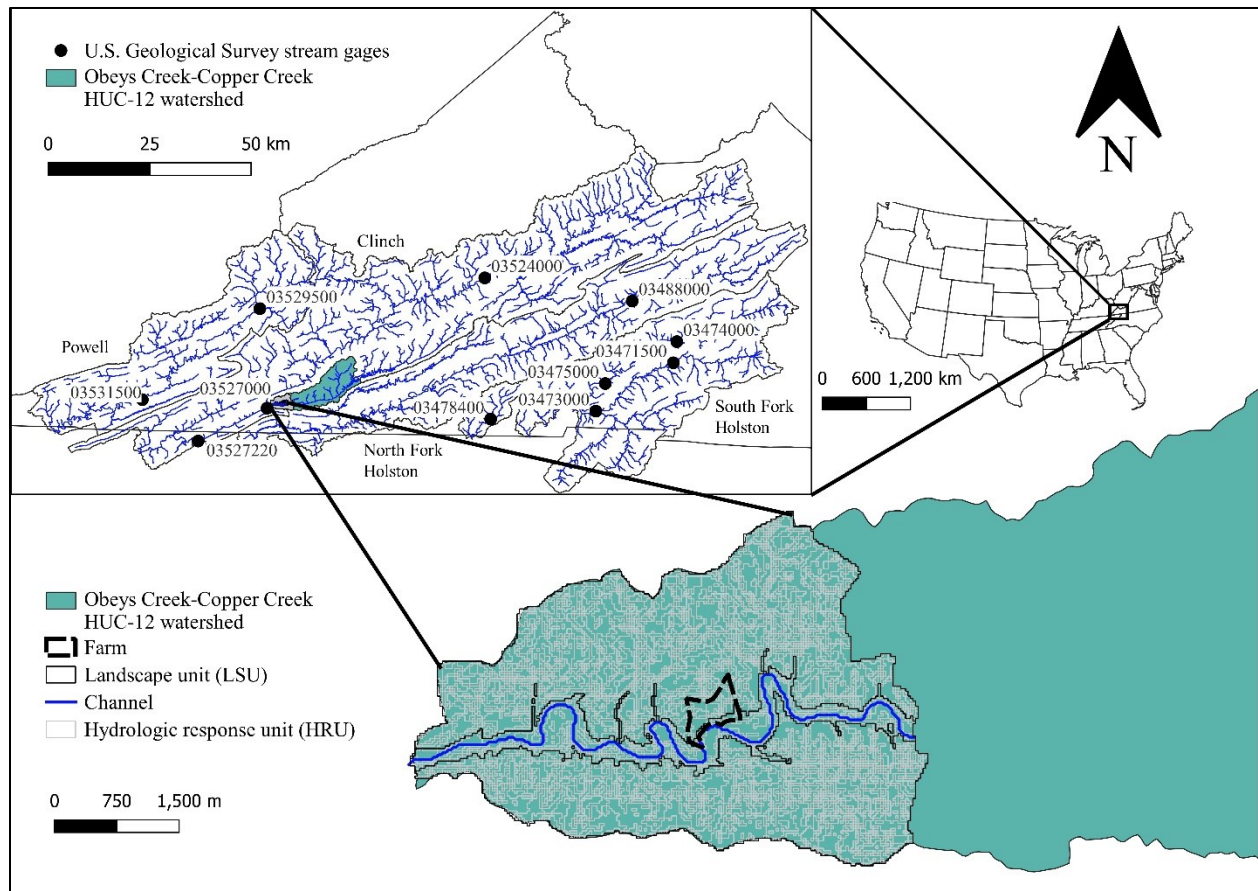 U.S. Geological Survey stream gages
Obeys Creek-Copper Creek
HUC-12 watershed
0 25 50 km
N
Clinch
03524000
03529500
03488000
03474000
Powell
03471500
03527000
03475000
03531500
03478400
03473000
South Fork
Holston
03527220
North Fork
Holston
0 600 1,200 km
Obeys Creek-Copper Creek
HUC-12 watershed
Farm
Landscape unit (LSU)
Channel
Hydrologic response unit (HRU)
0 750 1,500 m